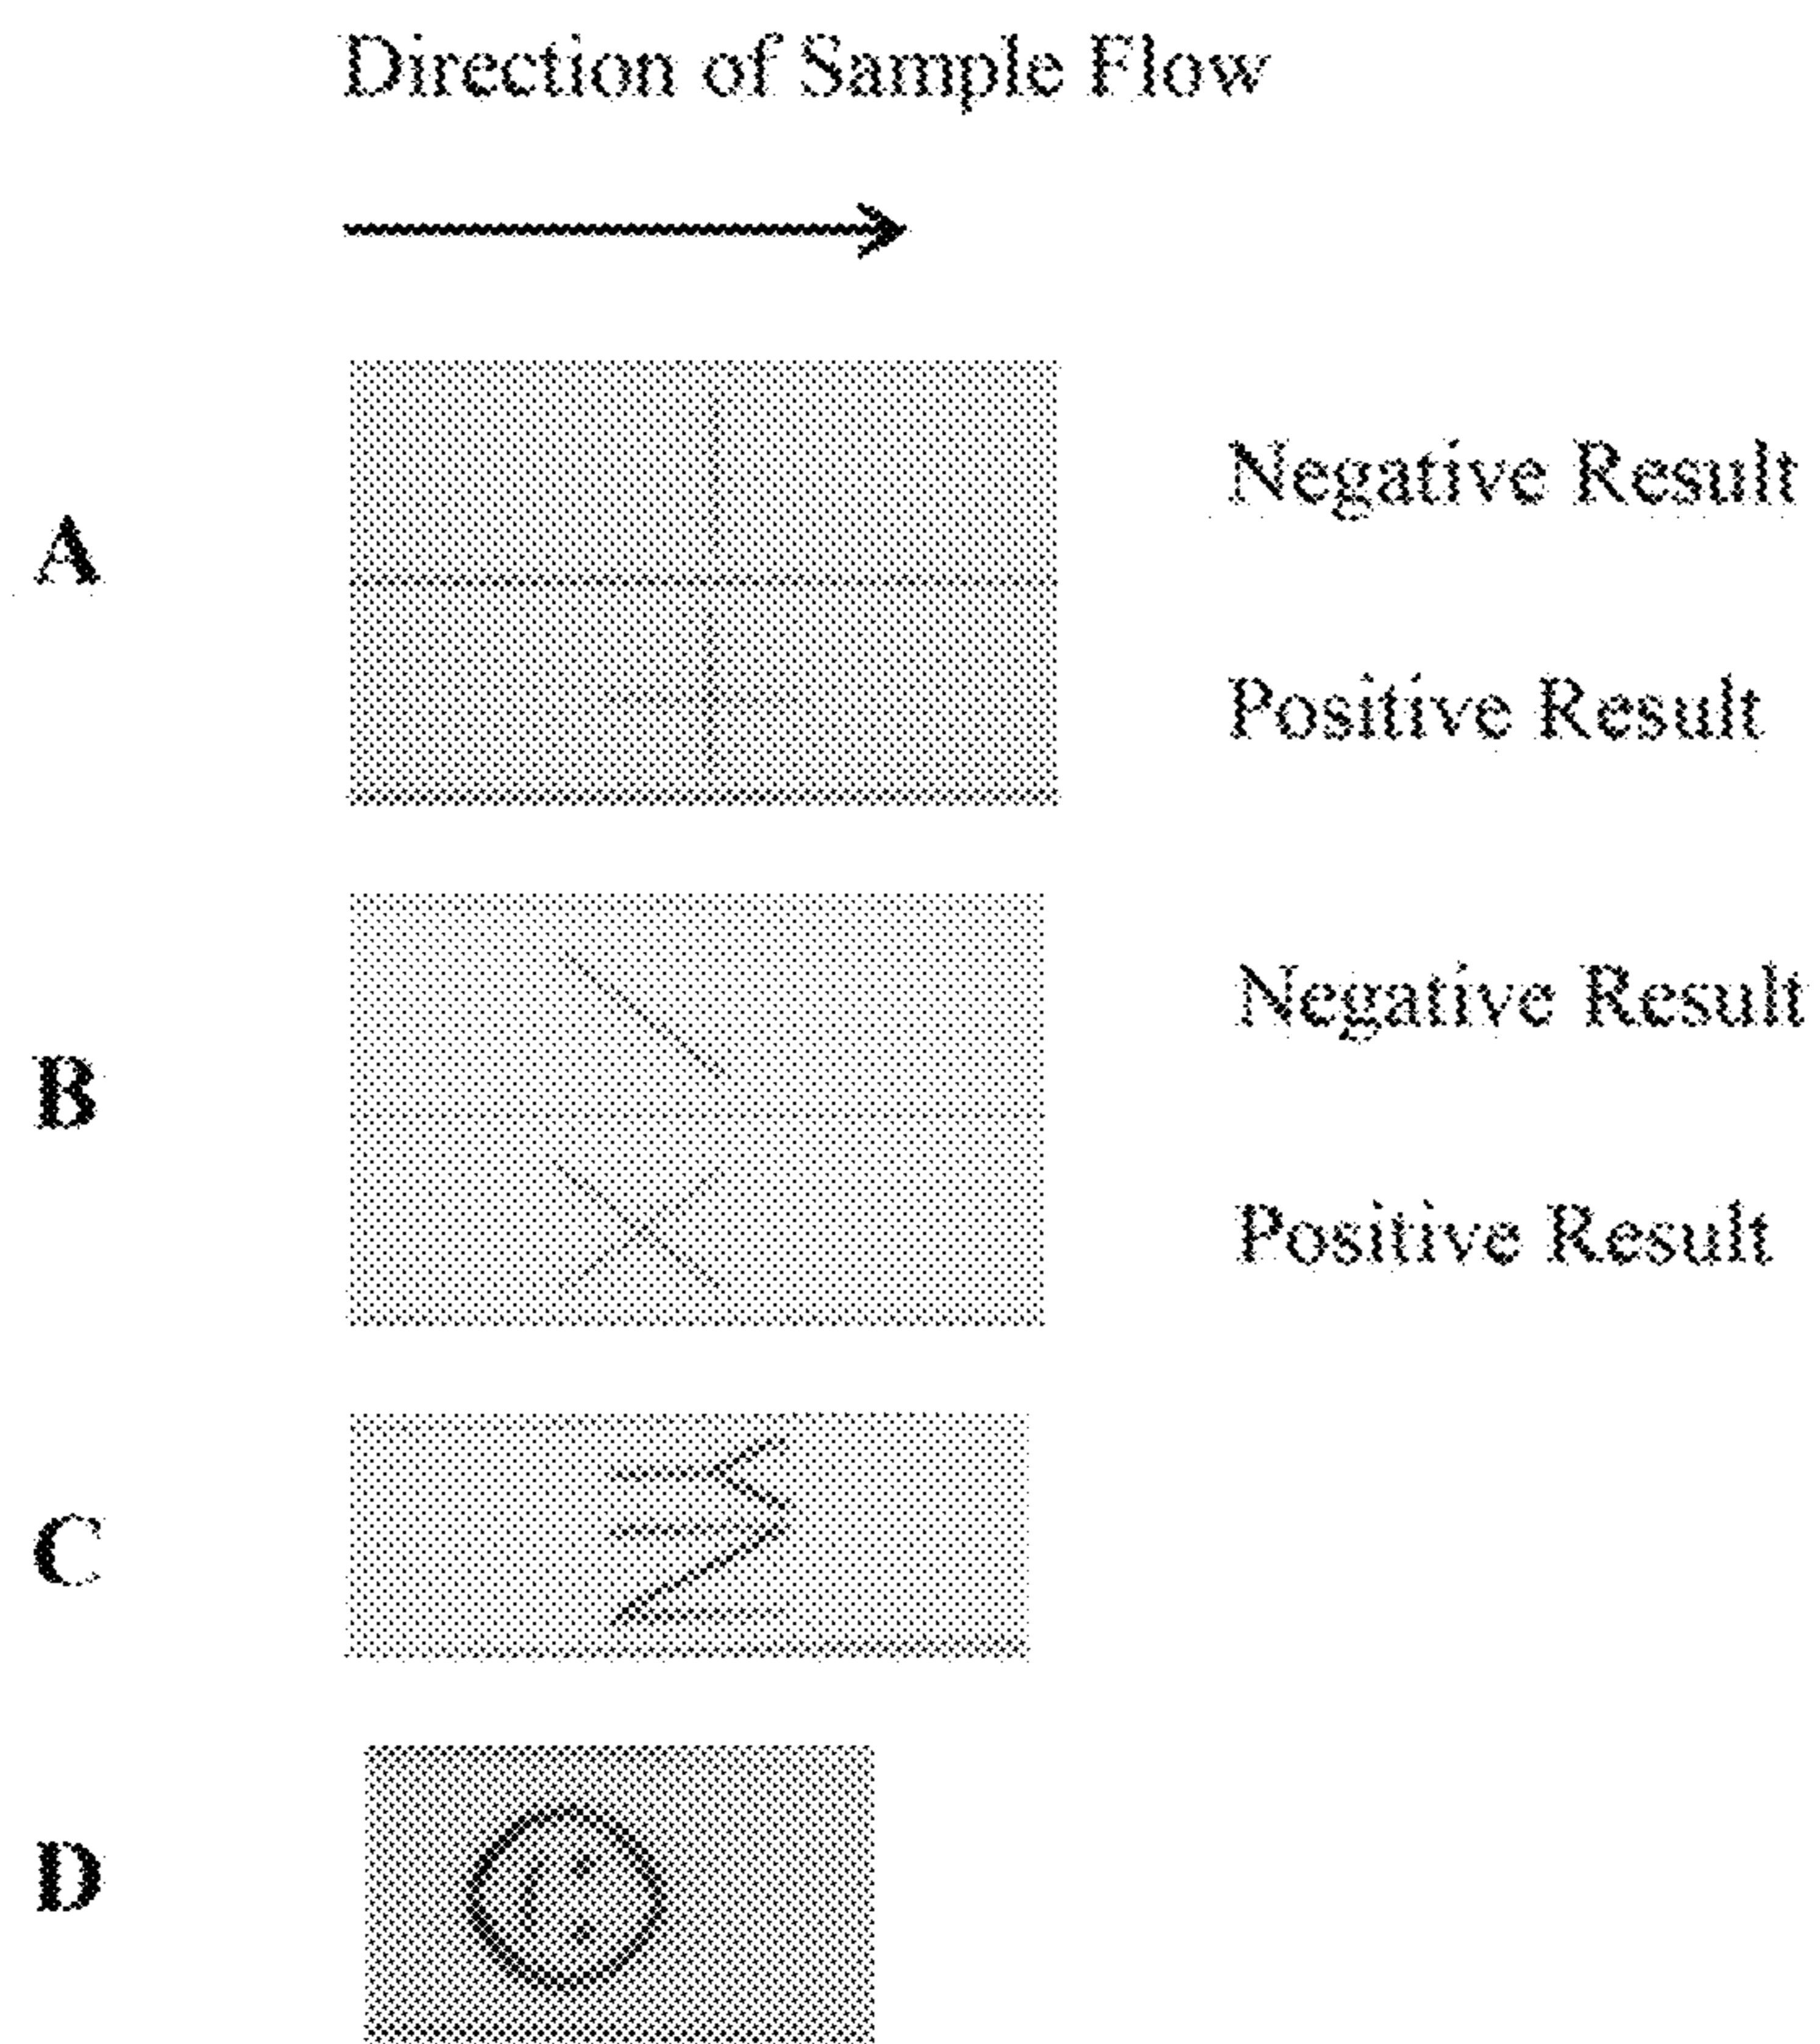 Direction of Sample Flow
A
Negative Result
Positive Result
B
Negative Result
Positive Result
C
D